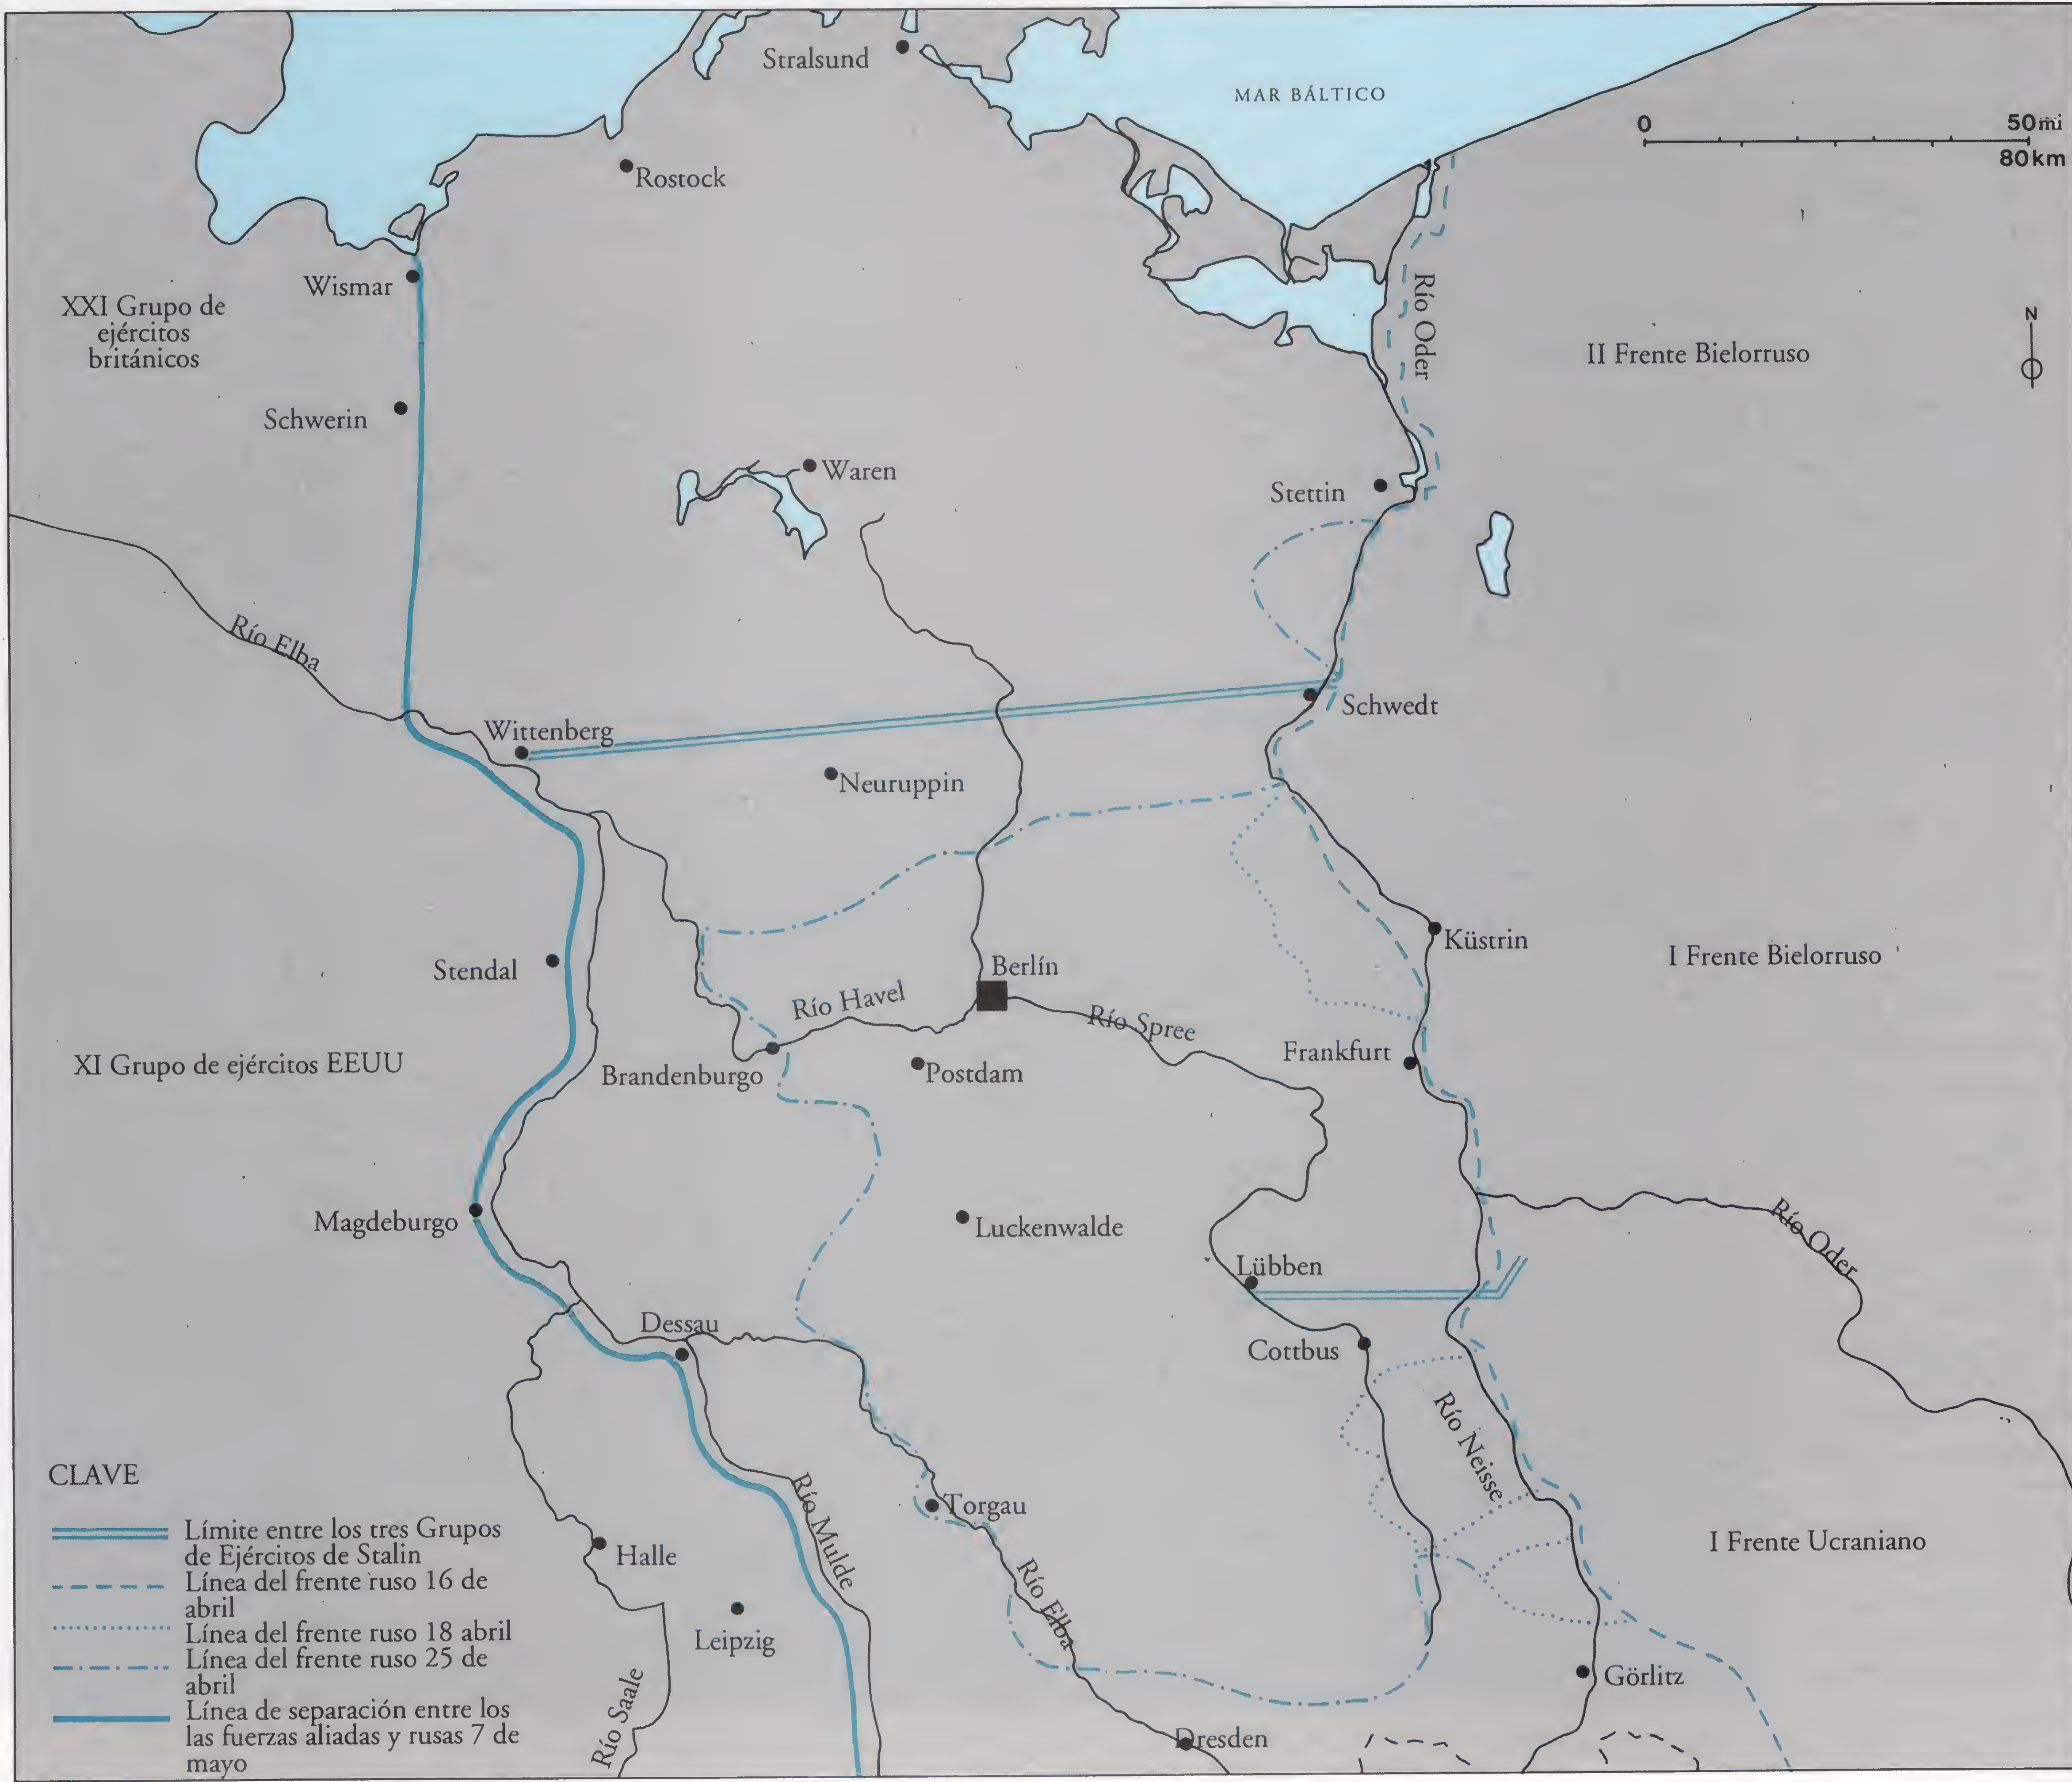 Stralsund
MAR BÁLTICO
0
50mi
80km
Rostock
N
Wismar
XXI Grupo de
ejércitos
británicos
Río Oder
II Frente Bielorruso
Schwerin
Waren
Stettin
Río Elba
Schwedt
Wittenberg
Neuruppin
Küstrin
I Frente Bielorruso
Stendal
Berlín
Río Havel
Río Spree
Frankfurt
XI Grupo de ejércitos EEUU
Brandenburgo
Postdam
Magdeburgo
Luckenwalde
Río Oder
Lübben
Dessau
Cottbus
Río Neisse
CLAVE
Límite entre los tres Grupos
de Ejércitos de Stalin
Línea del frente ruso 16 de
abril
Línea del frente ruso 18 abril
Línea del frente ruso 25 de
abril
Línea de separación entre los
las fuerzas aliadas y rusas 7 de
mayo
Río Mulde
Torgau
Halle
I Frente Ucraniano
Río Elba
Leipzig
Görlitz
Río Saale
Dresden